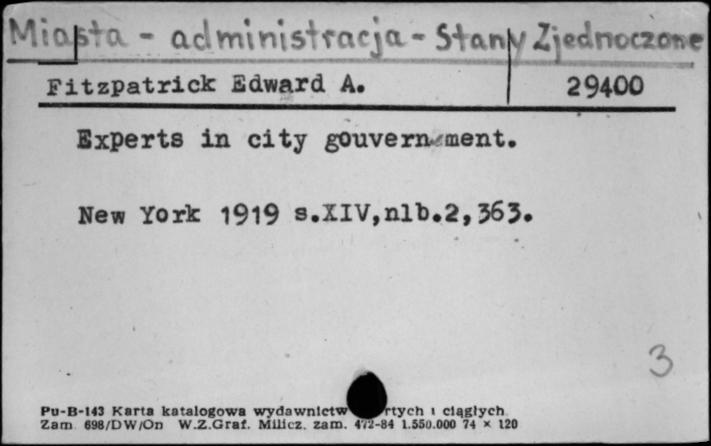 Miasta - administracja - Stany Zjednoczone
Fitzpatrick Edward A. 29400
Experts in city gouvernement.
New York 1919 s.XIV,nlb.2,363.
3
Pu-B-143 Karta katalogowa wydawnictw rtych i ciągłych
Zam. 698/DW/On W.Z.Graf. Milicz. zam. 472-84 1.550.000 74 × 120